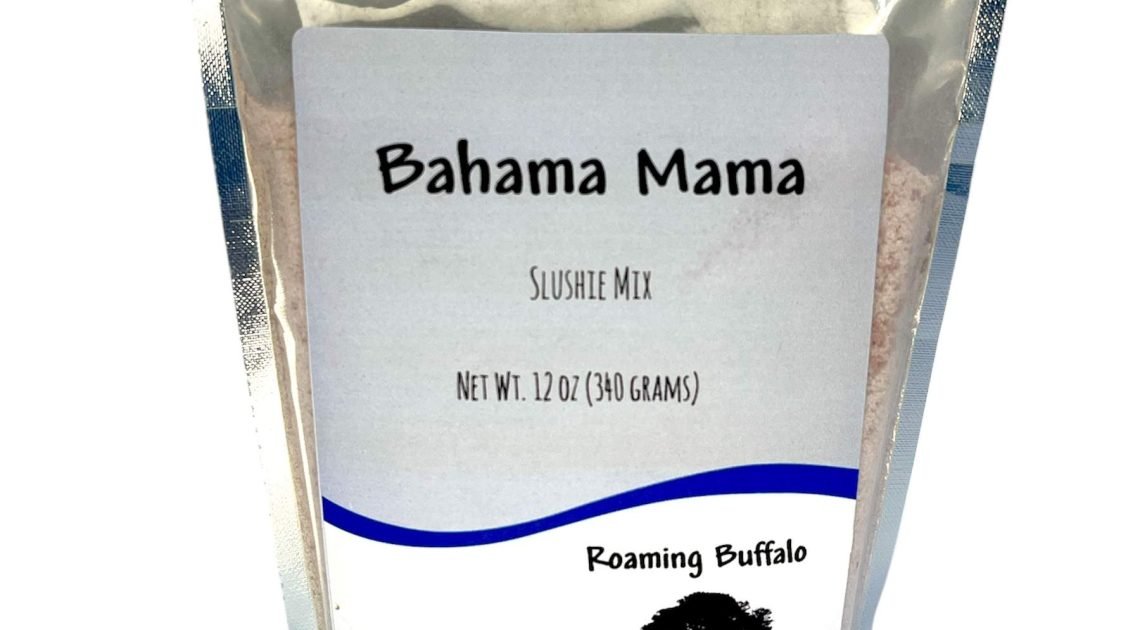 Bahama Mama
Slushie Mix
Net Wt. 12 oz (340 grams)
Roaming Buffalo